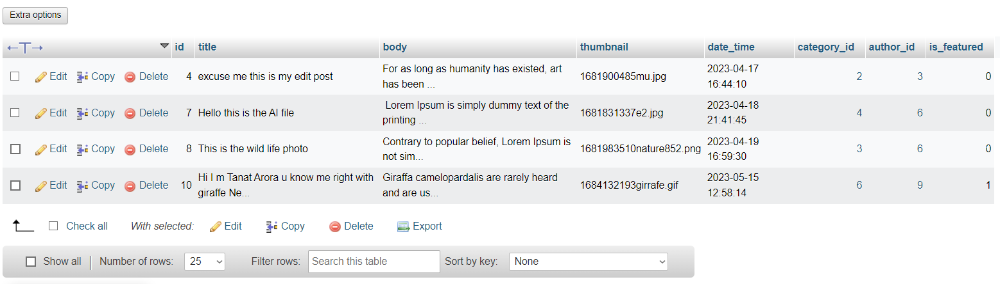 Extra options
id title body thumbnail date_time category_id author_id is_featured
Edit Copy Delete 4 excuse me this is my edit post For as long as humanity has existed, art has been ... 1681900485mu.jpg 2023-04-17 16:44:10 2 3 0
Edit Copy Delete 7 Hello this is the AI file Lorem Ipsum is simply dummy text of the printing ... 1681831337e2.jpg 2023-04-18 21:41:45 4 6 0
Edit Copy Delete 8 This is the wild life photo Contrary to popular belief, Lorem Ipsum is not sim... 1681983510nature852.png 2023-04-19 16:59:30 3 6 0
Edit Copy Delete 10 Hi I m Tanat Arora u know me right with giraffe Ne... Giraffa camelopardalis are rarely heard and are us... 1684132193girrafe.gif 2023-05-15 12:58:14 6 9 1
Check all With selected: Edit Copy Delete Export
Show all Number of rows: 25 Filter rows: Search this table Sort by key: None